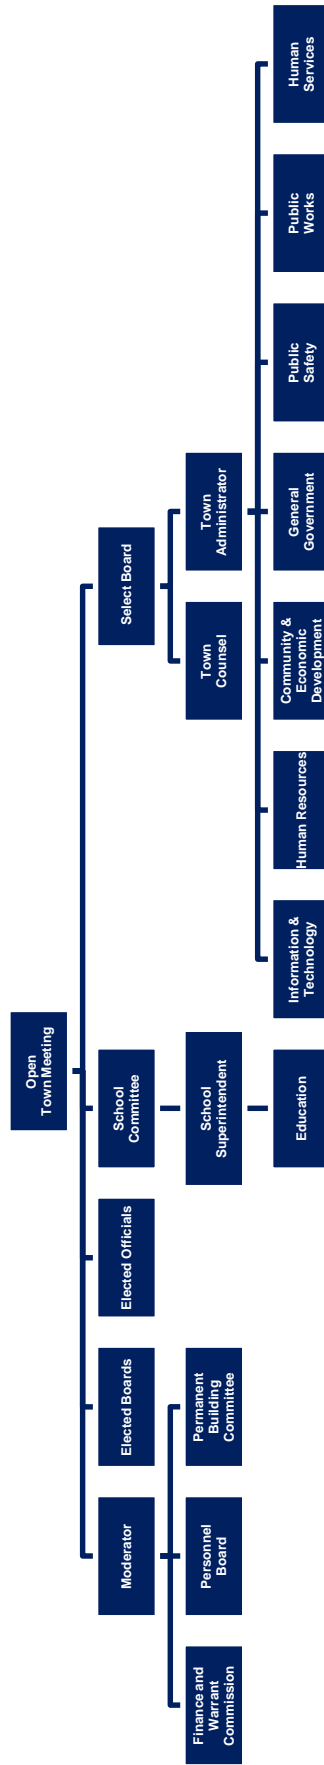 Open
Town Meeting
Moderator
Elected Boards
Elected Officials
School
Committee
Select Board
Finance and
Warrant
Commission
Personnel
Board
Permanent
Building
Committee
School
Superintendent
Town
Counsel
Town
Administrator
Education
Information &
Technology
Human Resources
Community &
Economic
Development
General
Government
Public
Safety
Public
Works
Human
Services